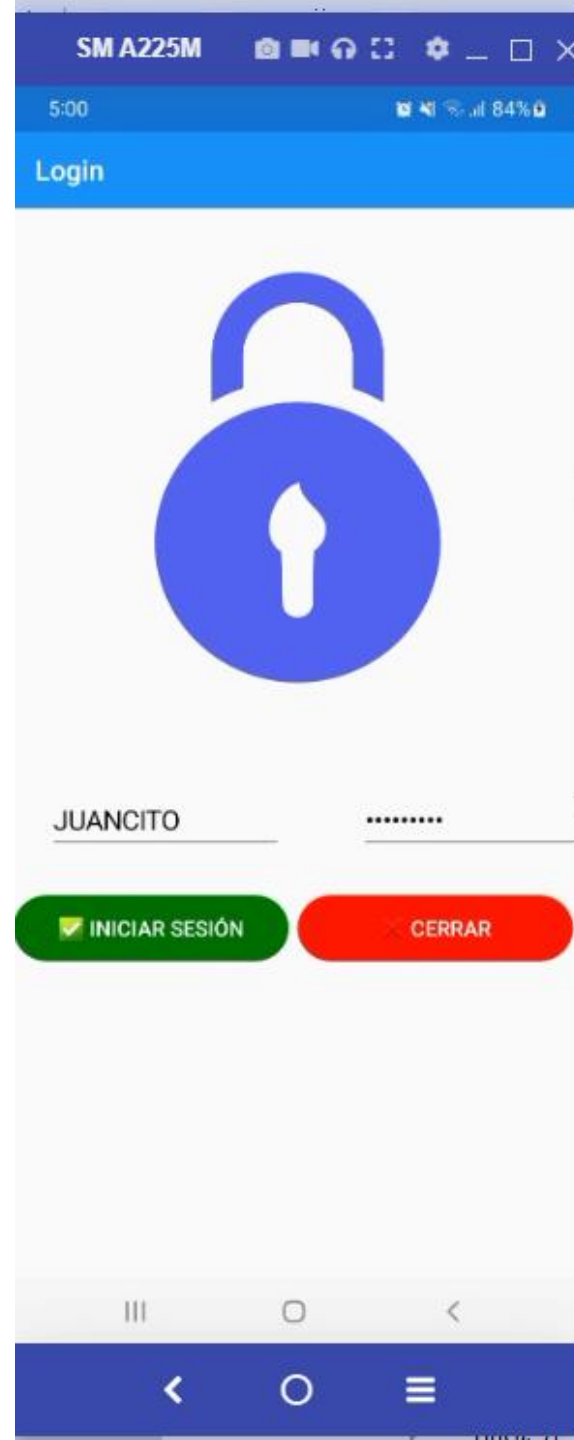 SM A225M
5:00 84%
Login
JUANCITO •••••••••
✅ INICIAR SESIÓN ❌ CERRAR